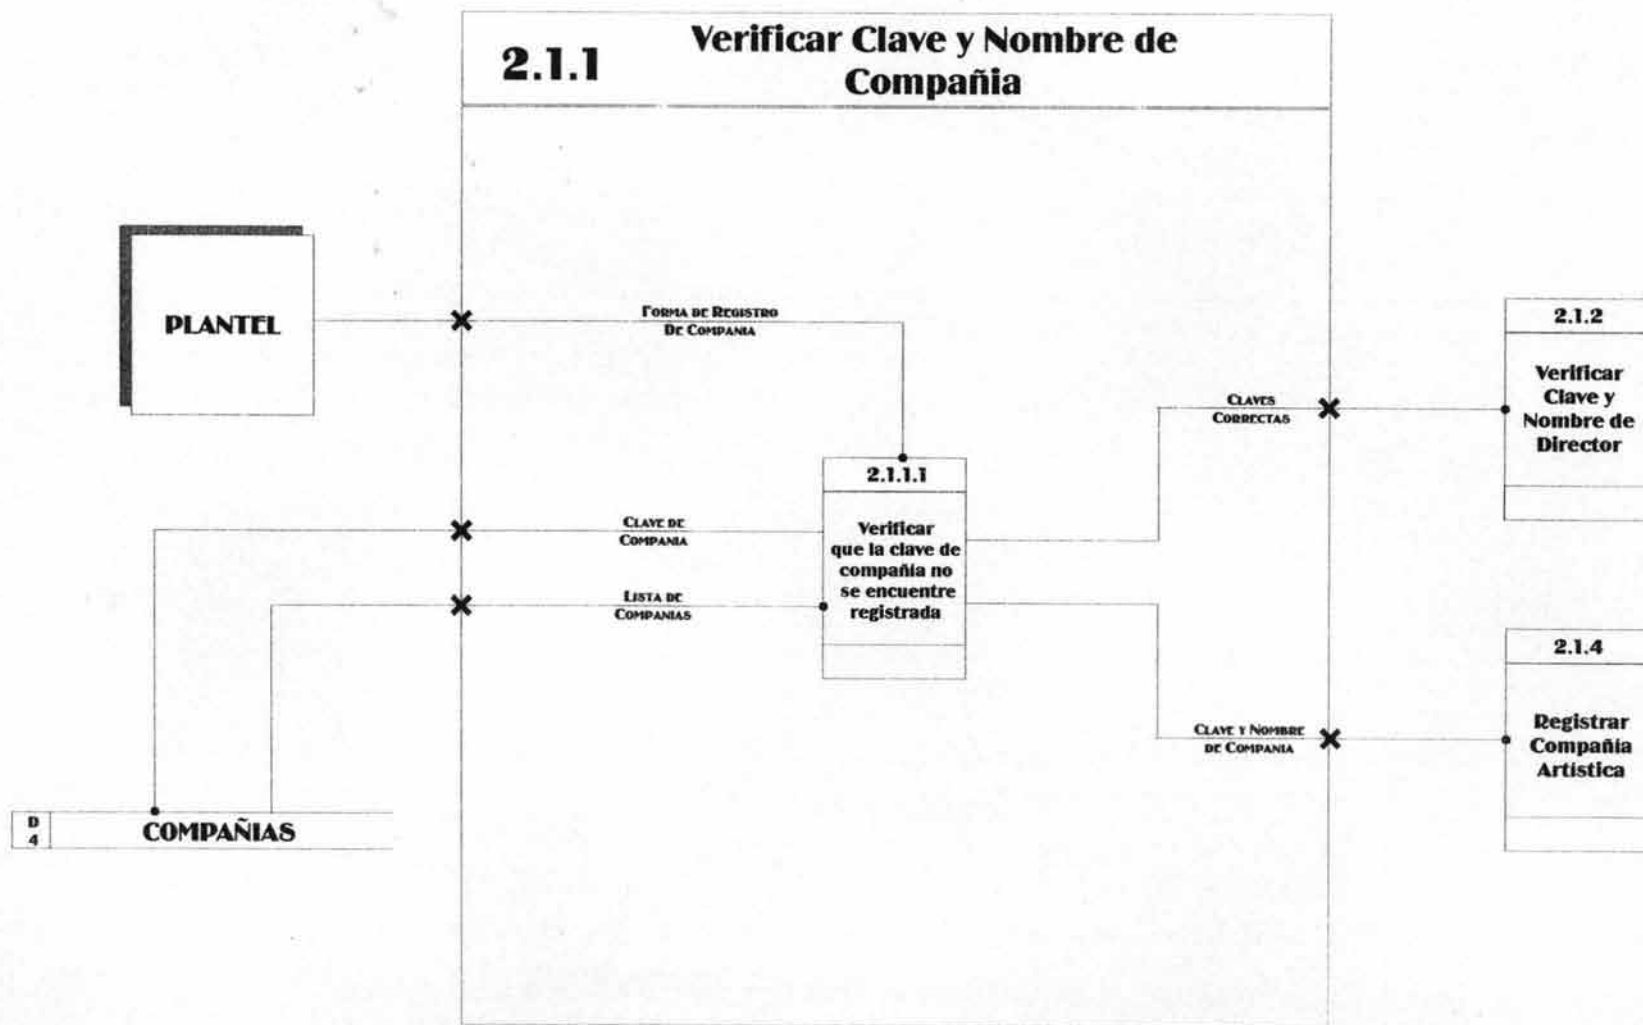 2.1.1
Verificar Clave y Nombre de
Compañia
PLANTEL
FORMA DE REGISTRO
DE COMPANIA
CLAVE DE
COMPANIA
LISTA DE
COMPANIAS
D
4
COMPAÑIAS
2.1.1.1
Verificar
que la clave de
compañia no
se encuentre
registrada
CLAVES
CORRECTAS
CLAVE Y NOMBRE
DE COMPANIA
2.1.2
Verificar
Clave y
Nombre de
Director
2.1.4
Registrar
Compañia
Artistica